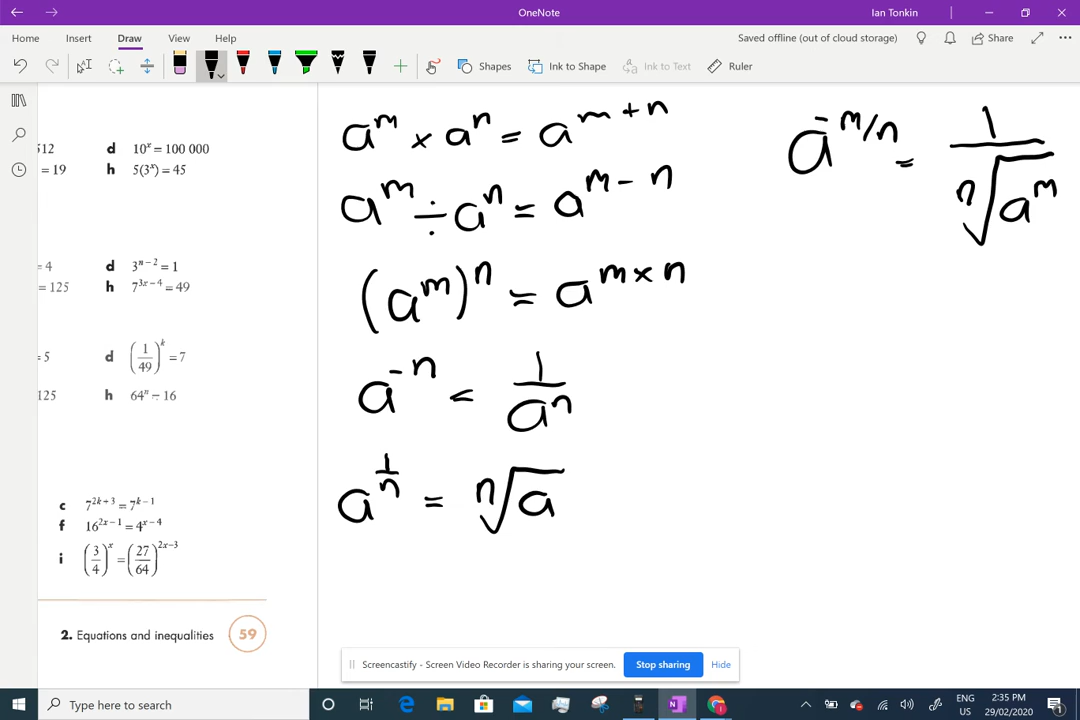 OneNote
Ian Tonkin
Home Insert Draw View Help
Saved offline (out of cloud storage)
Share
Shapes
Ink to Shape
Ink to Text
Ruler
512 d 10ˣ = 100 000
= 19 h 5(3ˣ) = 45
= 4 d 3ⁿ⁻² = 1
= 125 h 7³ˣ⁻⁴ = 49
= 5 d (1/49)ᵏ = 7
125 h 64ⁿ = 16
c 7²ᵏ⁺³ = 7ᵏ⁻¹
f 16²ˣ⁻¹ = 4ˣ⁻⁴
i (3/4)ˣ = (27/64)²ˣ⁻³
2. Equations and inequalities 59
aᵐ × aⁿ = aᵐ⁺ⁿ
aᵐ ÷ aⁿ = aᵐ⁻ⁿ
(aᵐ)ⁿ = a^(m×n)
a⁻ⁿ = 1/aⁿ
a^(1/n) = ⁿ√a
a^(-m/n) = 1/ⁿ√(aᵐ)
Screencastify - Screen Video Recorder is sharing your screen.
Stop sharing
Hide
Type here to search
ENG
US
2:35 PM
29/02/2020
1